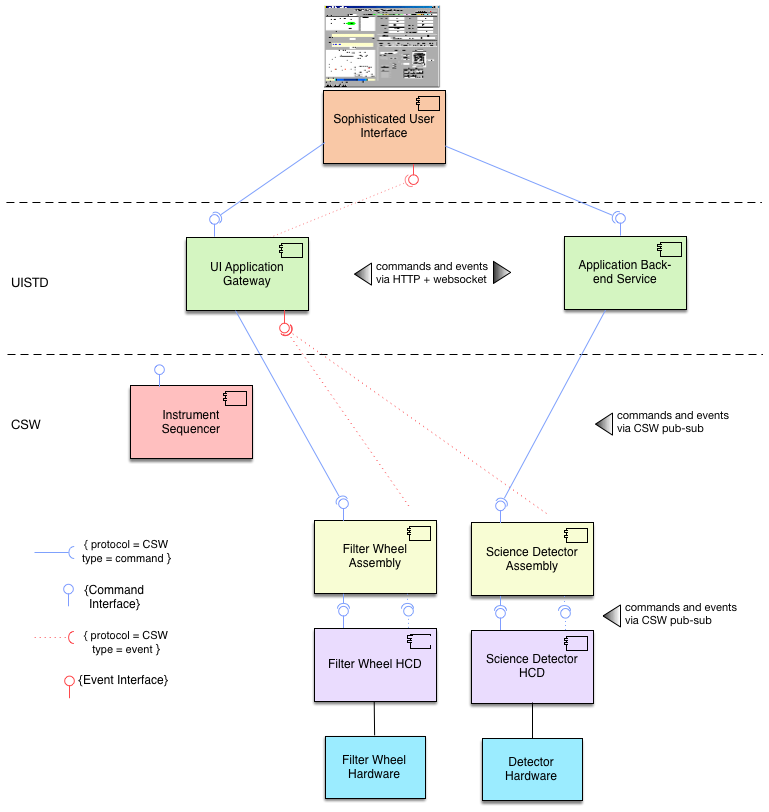 Sophisticated User
Interface
UISTD
UI Application
Gateway
commands and events
via HTTP + websocket
Application Back-
end Service
CSW
Instrument
Sequencer
commands and events
via CSW pub-sub
Filter Wheel
Assembly
Science Detector
Assembly
{ protocol = CSW
type = command }
{Command
Interface}
{ protocol = CSW
type = event }
{Event Interface}
commands and events
via CSW pub-sub
Filter Wheel HCD
Science Detector
HCD
Filter Wheel
Hardware
Detector
Hardware